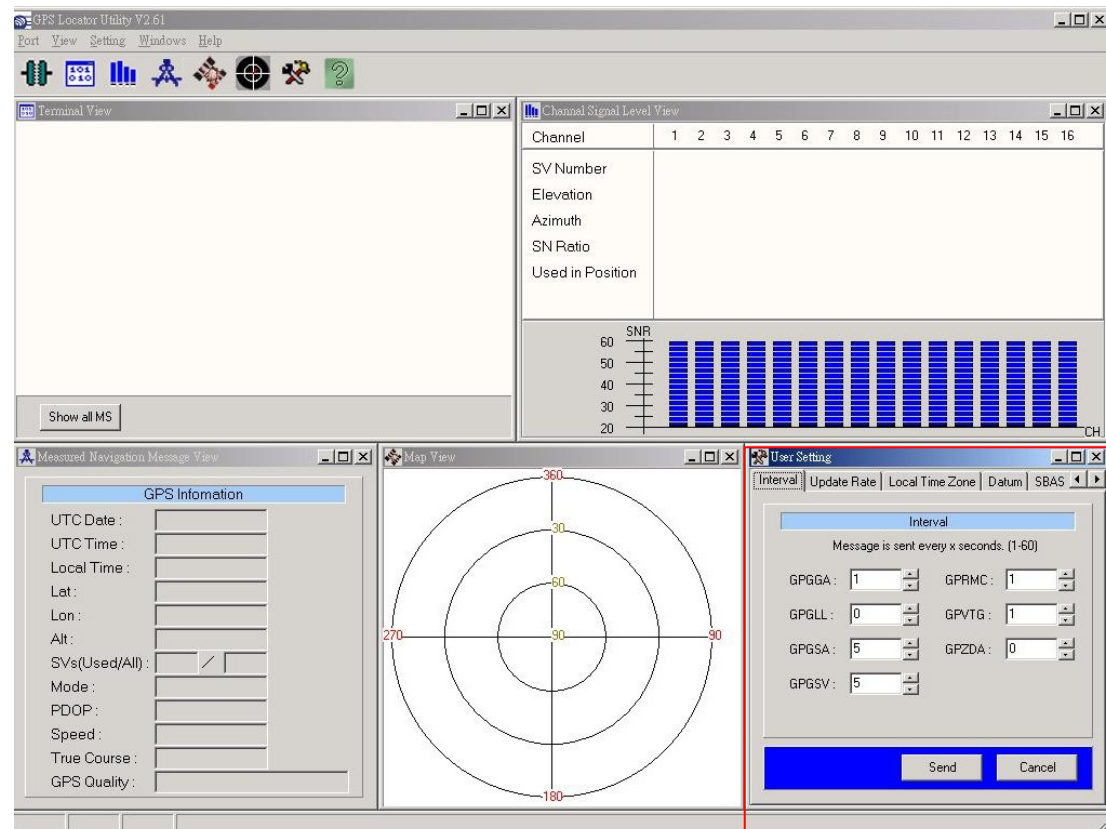 GPS Locator Utility V2.61
Port View Setting Windows Help
101
010
?
Terminal View
Show all MS
Channal Signal Level View
Channel 1 2 3 4 5 6 7 8 9 10 11 12 13 14 15 16
SV Number
Elevation
Azimuth
SN Ratio
Used in Position
SNR
60
50
40
30
20
CH.
Measured Navigation Message View
GPS Infomation
UTC Date :
UTC Time :
Local Time :
Lat :
Lon :
Alt :
SVs(Used/All) : /
Mode :
PDOP :
Speed :
True Course :
GPS Quality :
Map View
360
30
60
270 90 90
180
User Setting
Interval Update Rate Local Time Zone Datum SBAS
Interval
Message is sent every x seconds. (1-60)
GPGGA : 1 GPRMC : 1
GPGLL : 0 GPVTG : 1
GPGSA : 5 GPZDA : 0
GPGSV : 5
Send Cancel